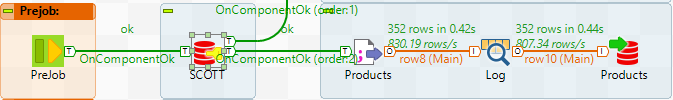 Prejob:
OnComponentOk (order:1)
ok
ok
352 rows in 0.42s
352 rows in 0.44s
830.19 rows/s
807.34 rows/s
T
T
T
O
I
O
I
OnComponentOk
OnComponentOk (order:2)
row8 (Main)
row10 (Main)
PreJob
SCOTT
Products
Log
Products